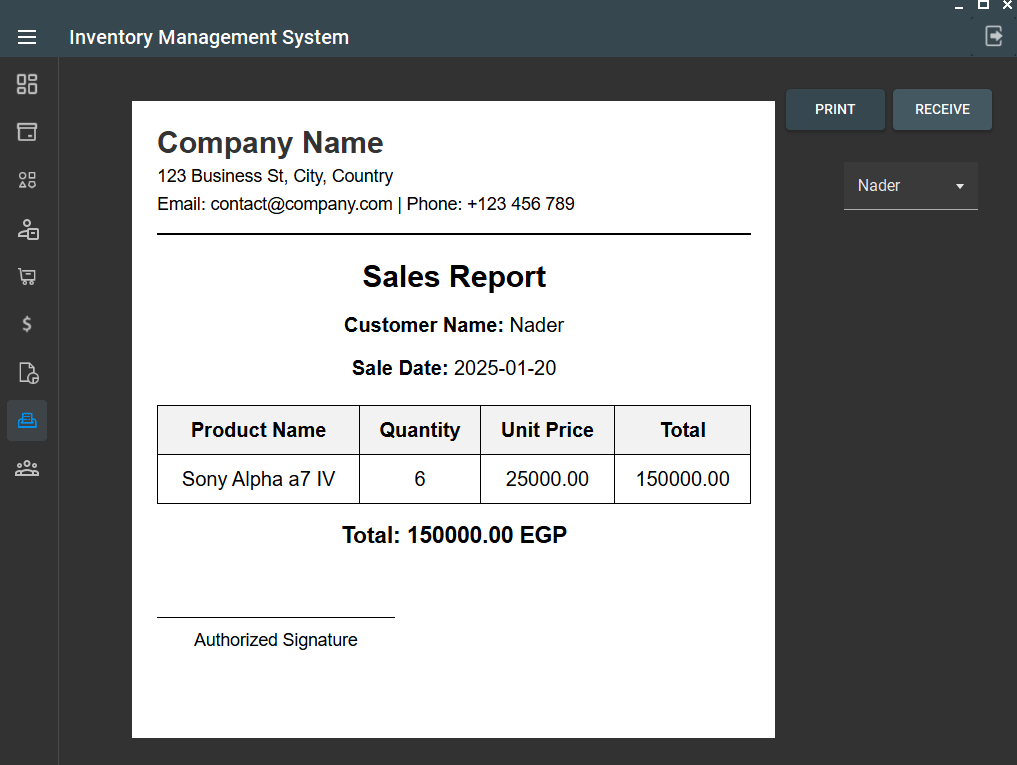 Inventory Management System
PRINT
RECEIVE
Nader
Company Name
123 Business St, City, Country
Email: contact@company.com | Phone: +123 456 789
Sales Report
Customer Name: Nader
Sale Date: 2025-01-20
Product Name Quantity Unit Price Total
Sony Alpha a7 IV 6 25000.00 150000.00
Total: 150000.00 EGP
Authorized Signature